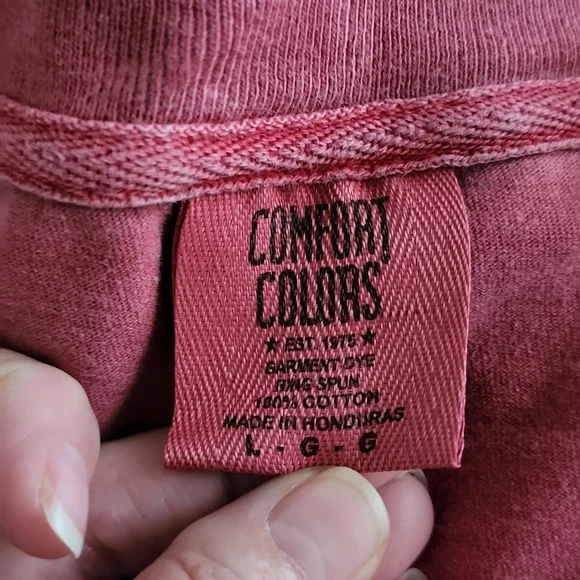 COMFORT
COLORS
★ EST 1975 ★
GARMENT DYE
RING SPUN
100% COTTON
MADE IN HONDURAS
L - G - G